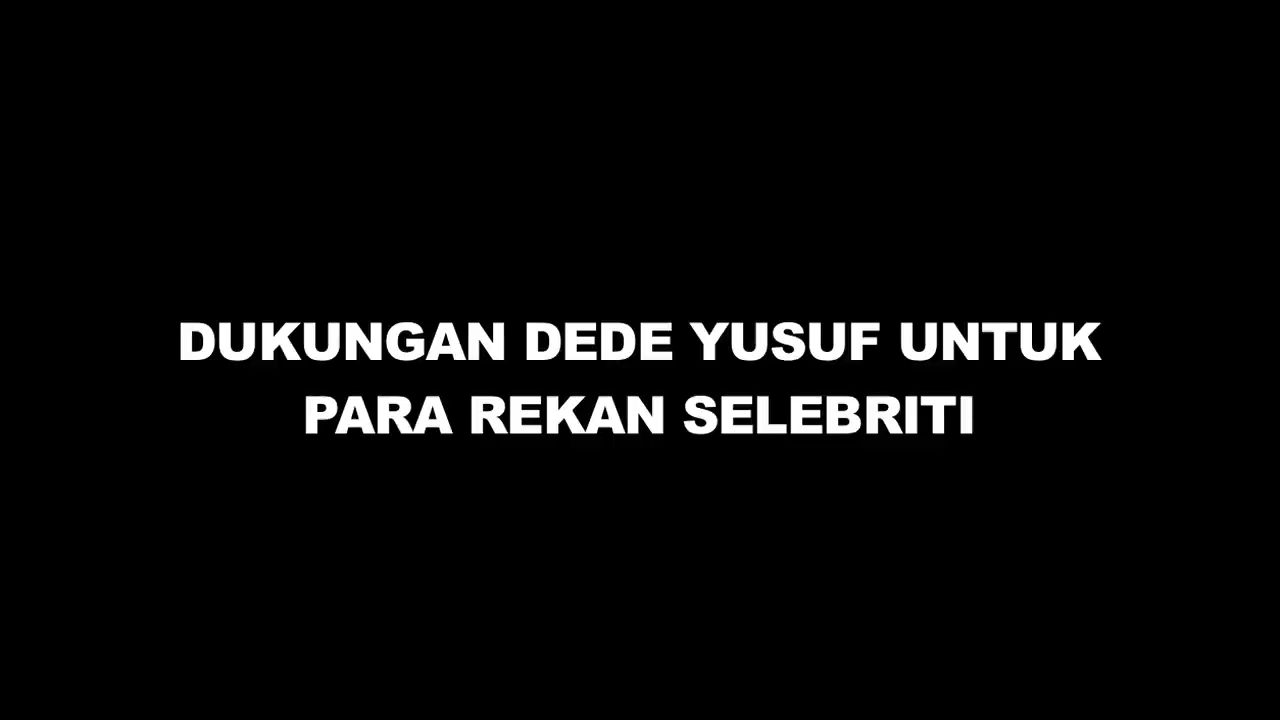 DUKUNGAN DEDE YUSUF UNTUK
PARA REKAN SELEBRITI